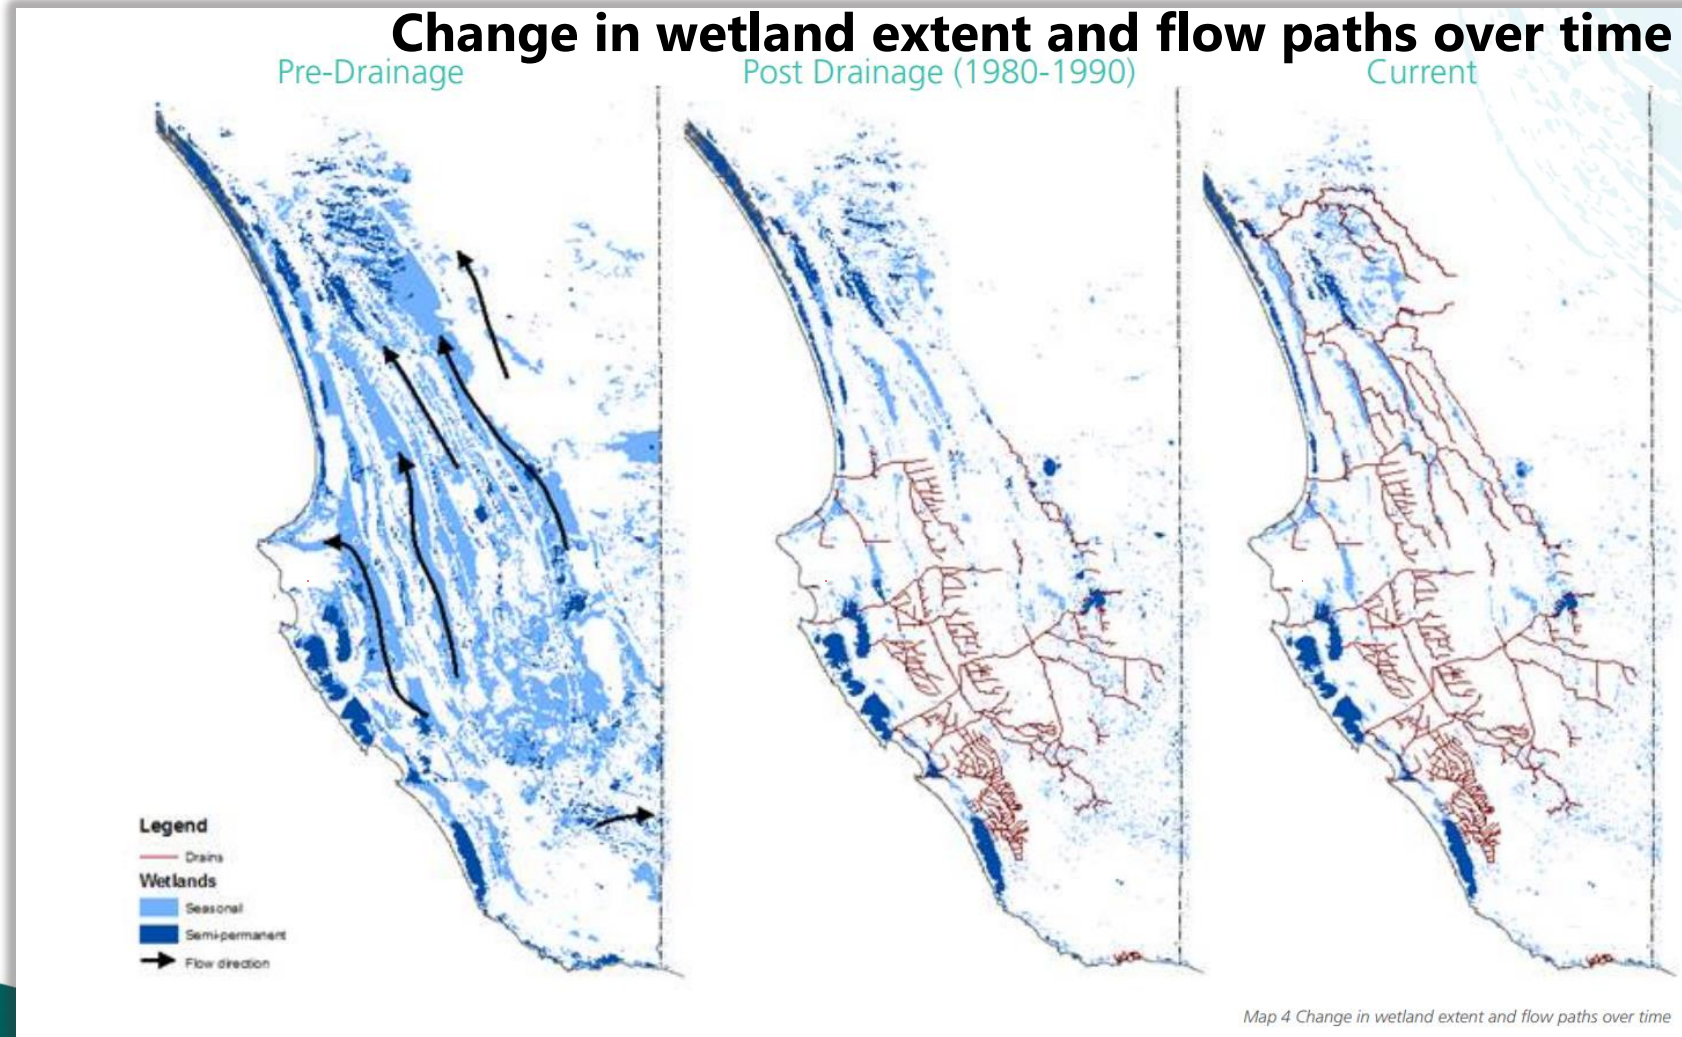 Change in wetland extent and flow paths over time
Pre-Drainage
Post Drainage (1980-1990)
Current
Legend
Drains
Wetlands
Seasonal
Semi-permanent
Flow direction
Map 4 Change in wetland extent and flow paths over time